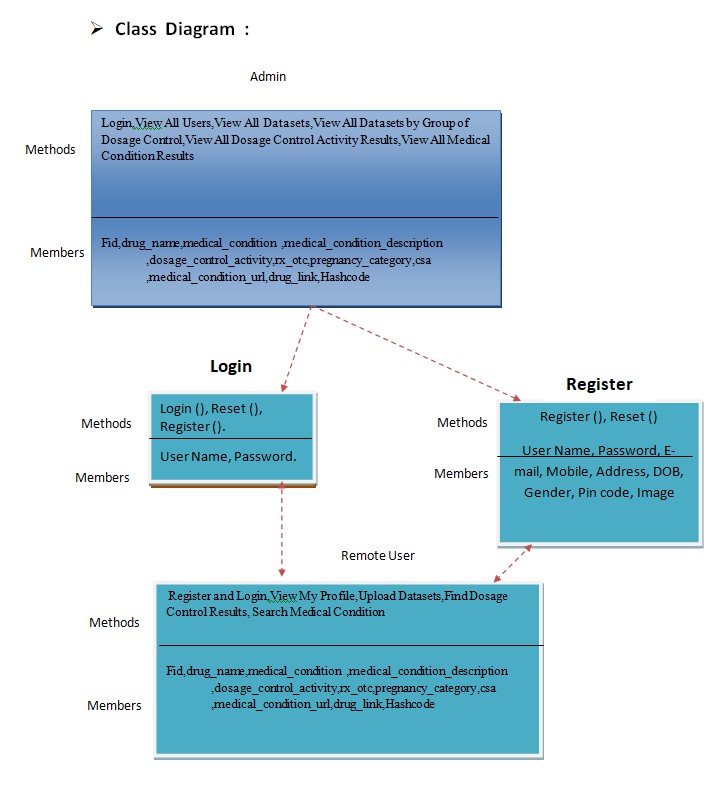 ➢ Class Diagram :
Admin
Methods
Login,View All Users,View All Datasets,View All Datasets by Group of
Dosage Control,View All Dosage Control Activity Results,View All Medical
Condition Results
Members
Fid,drug_name,medical_condition ,medical_condition_description
,dosage_control_activity,rx_otc,pregnancy_category,csa
,medical_condition_url,drug_link,Hashcode
Login
Methods
Login (), Reset (),
Register ().
Members
User Name, Password.
Register
Methods
Register (), Reset ()
Members
User Name, Password, E-
mail, Mobile, Address, DOB,
Gender, Pin code, Image
Remote User
Methods
Register and Login,View My Profile,Upload Datasets,Find Dosage
Control Results, Search Medical Condition
Members
Fid,drug_name,medical_condition ,medical_condition_description
,dosage_control_activity,rx_otc,pregnancy_category,csa
,medical_condition_url,drug_link,Hashcode